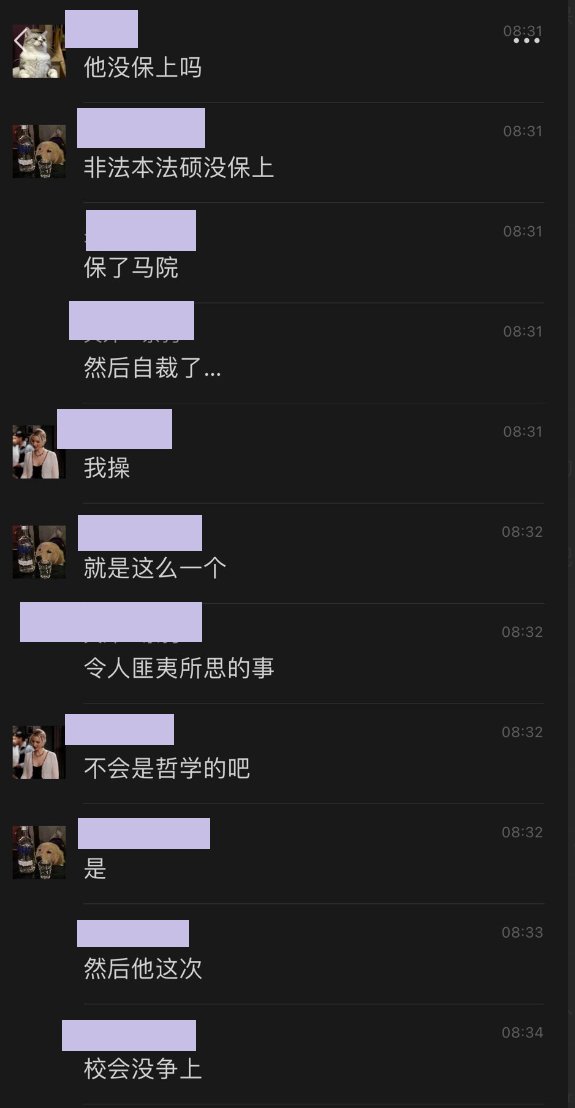 08:31
他没保上吗
08:31
非法本法硕没保上
08:31
保了马院
08:31
然后自裁了...
08:31
我操
08:32
就是这么一个
08:32
令人匪夷所思的事
08:32
不会是哲学的吧
08:32
是
08:33
然后他这次
08:34
校会没争上